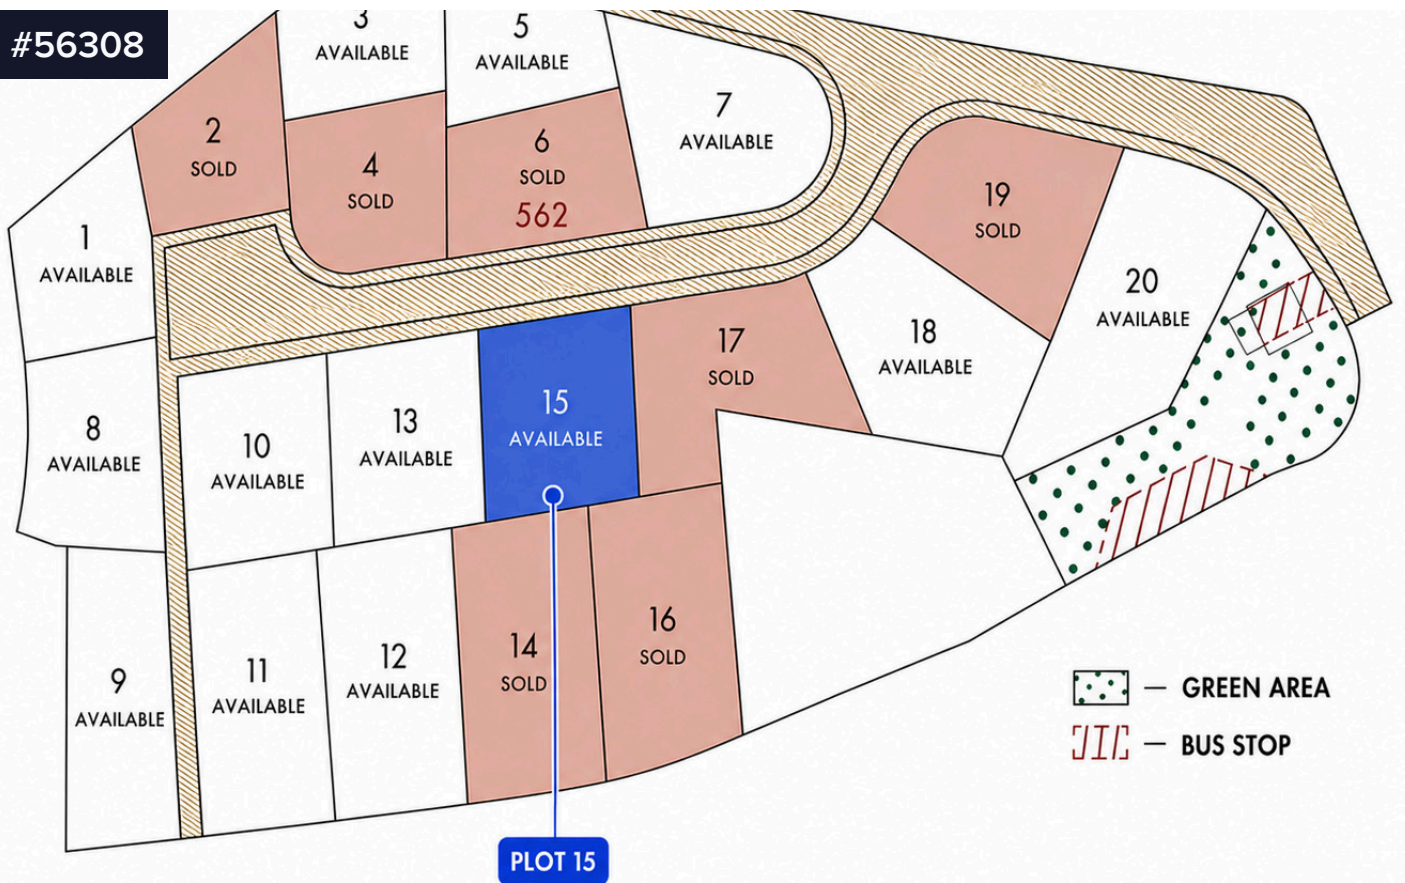 #56308
3
AVAILABLE
5
AVAILABLE
7
AVAILABLE
2
SOLD
4
SOLD
6
SOLD
562
19
SOLD
1
AVAILABLE
20
AVAILABLE
18
AVAILABLE
17
SOLD
15
AVAILABLE
13
AVAILABLE
10
AVAILABLE
8
AVAILABLE
9
AVAILABLE
11
AVAILABLE
12
AVAILABLE
14
SOLD
16
SOLD
GREEN AREA
BUS STOP
PLOT 15